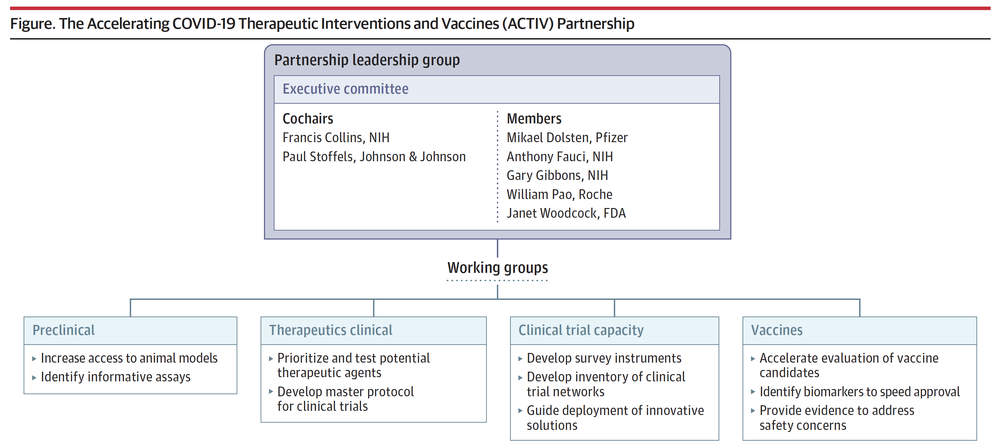 Figure. The Accelerating COVID-19 Therapeutic Interventions and Vaccines (ACTIV) Partnership
Partnership leadership group
Executive committee
Cochairs
Francis Collins, NIH
Paul Stoffels, Johnson & Johnson
Members
Mikael Dolsten, Pfizer
Anthony Fauci, NIH
Gary Gibbons, NIH
William Pao, Roche
Janet Woodcock, FDA
Working groups
Preclinical
Increase access to animal models
Identify informative assays
Therapeutics clinical
Prioritize and test potential
therapeutic agents
Develop master protocol
for clinical trials
Clinical trial capacity
Develop survey instruments
Develop inventory of clinical
trial networks
Guide deployment of innovative
solutions
Vaccines
Accelerate evaluation of vaccine
candidates
Identify biomarkers to speed approval
Provide evidence to address
safety concerns